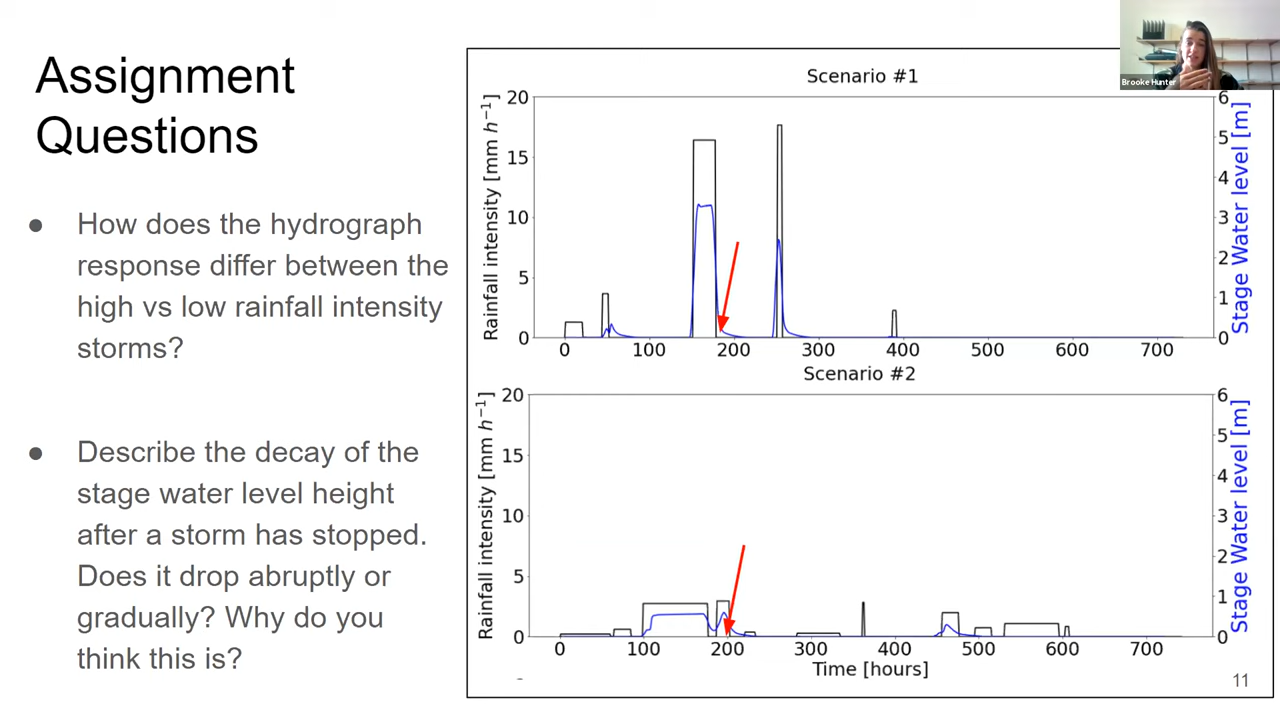 Assignment
Questions
● How does the hydrograph
response differ between the
high vs low rainfall intensity
storms?
● Describe the decay of the
stage water level height
after a storm has stopped.
Does it drop abruptly or
gradually? Why do you
think this is?
Brooke Hunter
Scenario #1
Rainfall intensity [mm h⁻¹]
20
15
10
5
0
6
5
4
3
2
1
0
Stage Water level [m]
0 100 200 300 400 500 600 700
Scenario #2
Rainfall intensity [mm h⁻¹]
20
15
10
5
0
6
5
4
3
2
1
0
Stage Water level [m]
0 100 200 300 400 500 600 700
Time [hours]
11